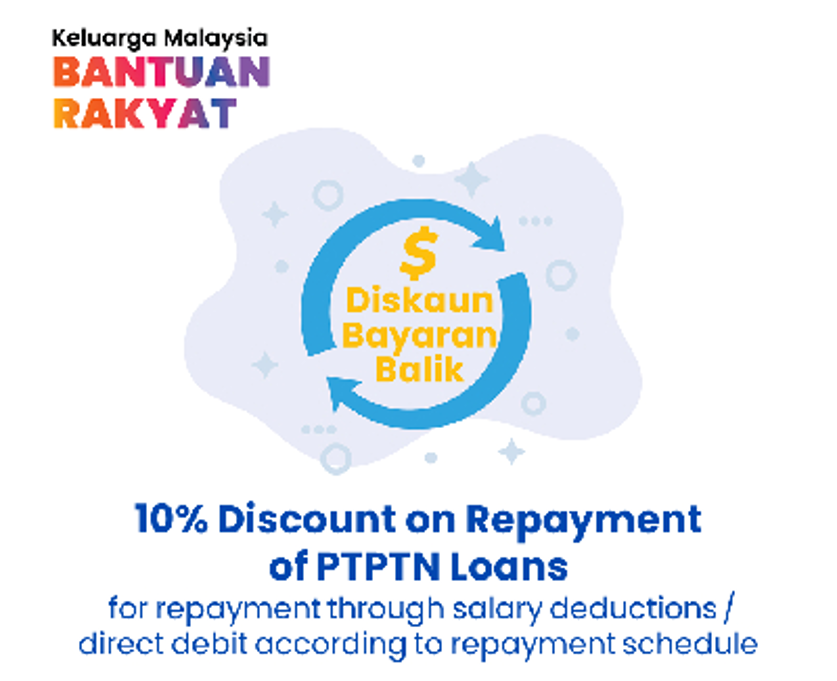 Keluarga Malaysia
BANTUAN
RAKYAT
$
Diskaun
Bayaran
Balik
10% Discount on Repayment
of PTPTN Loans
for repayment through salary deductions /
direct debit according to repayment schedule